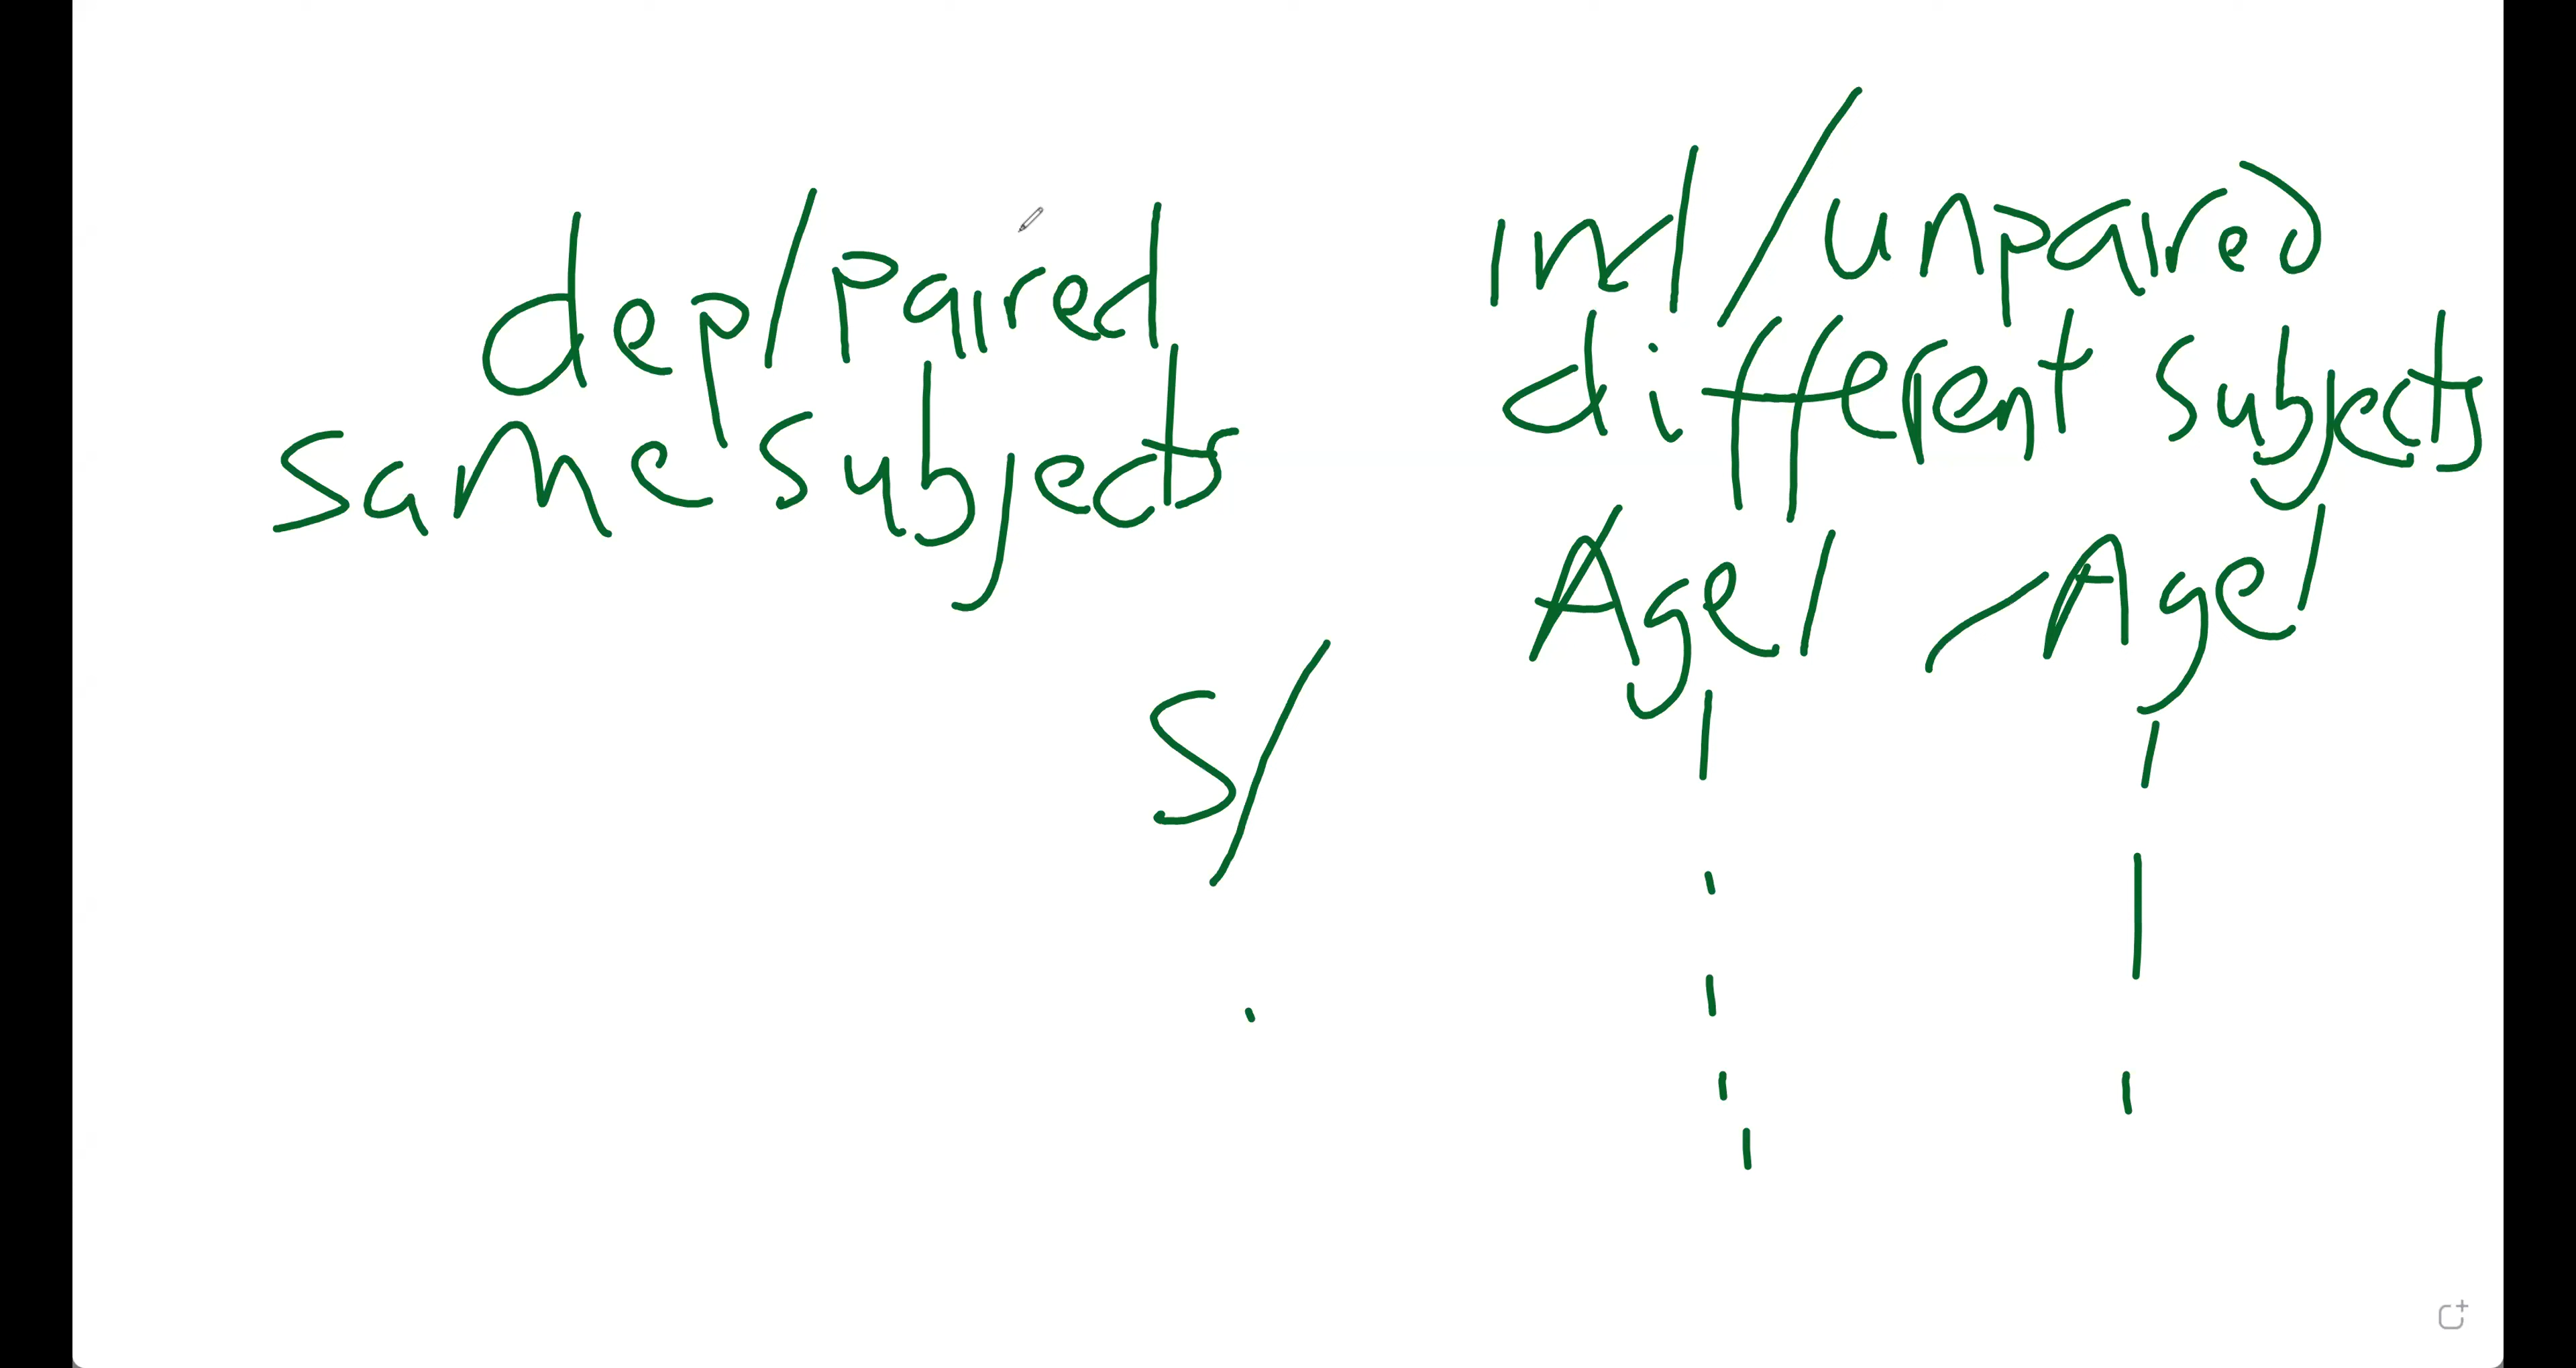 dep/Paired
same subjects
ind/unpaired
different subjects
Age/ - Age/
S/